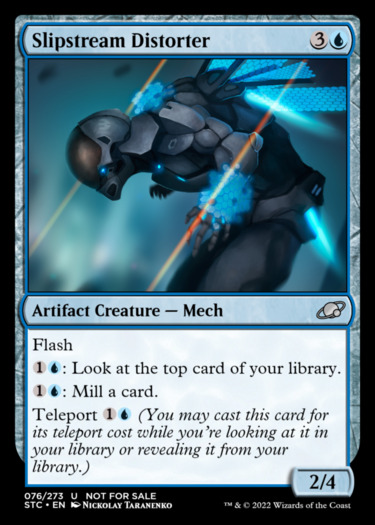 Slipstream Distorter 3
Artifact Creature — Mech
Flash
1 : Look at the top card of your library.
1 : Mill a card.
Teleport 1 (You may cast this card for
its teleport cost while you're looking at it in
your library or revealing it from your
library.)
2/4
076/273 U NOT FOR SALE
STC • EN Nickolay Taranenko
™ & © 2022 Wizards of the Coast